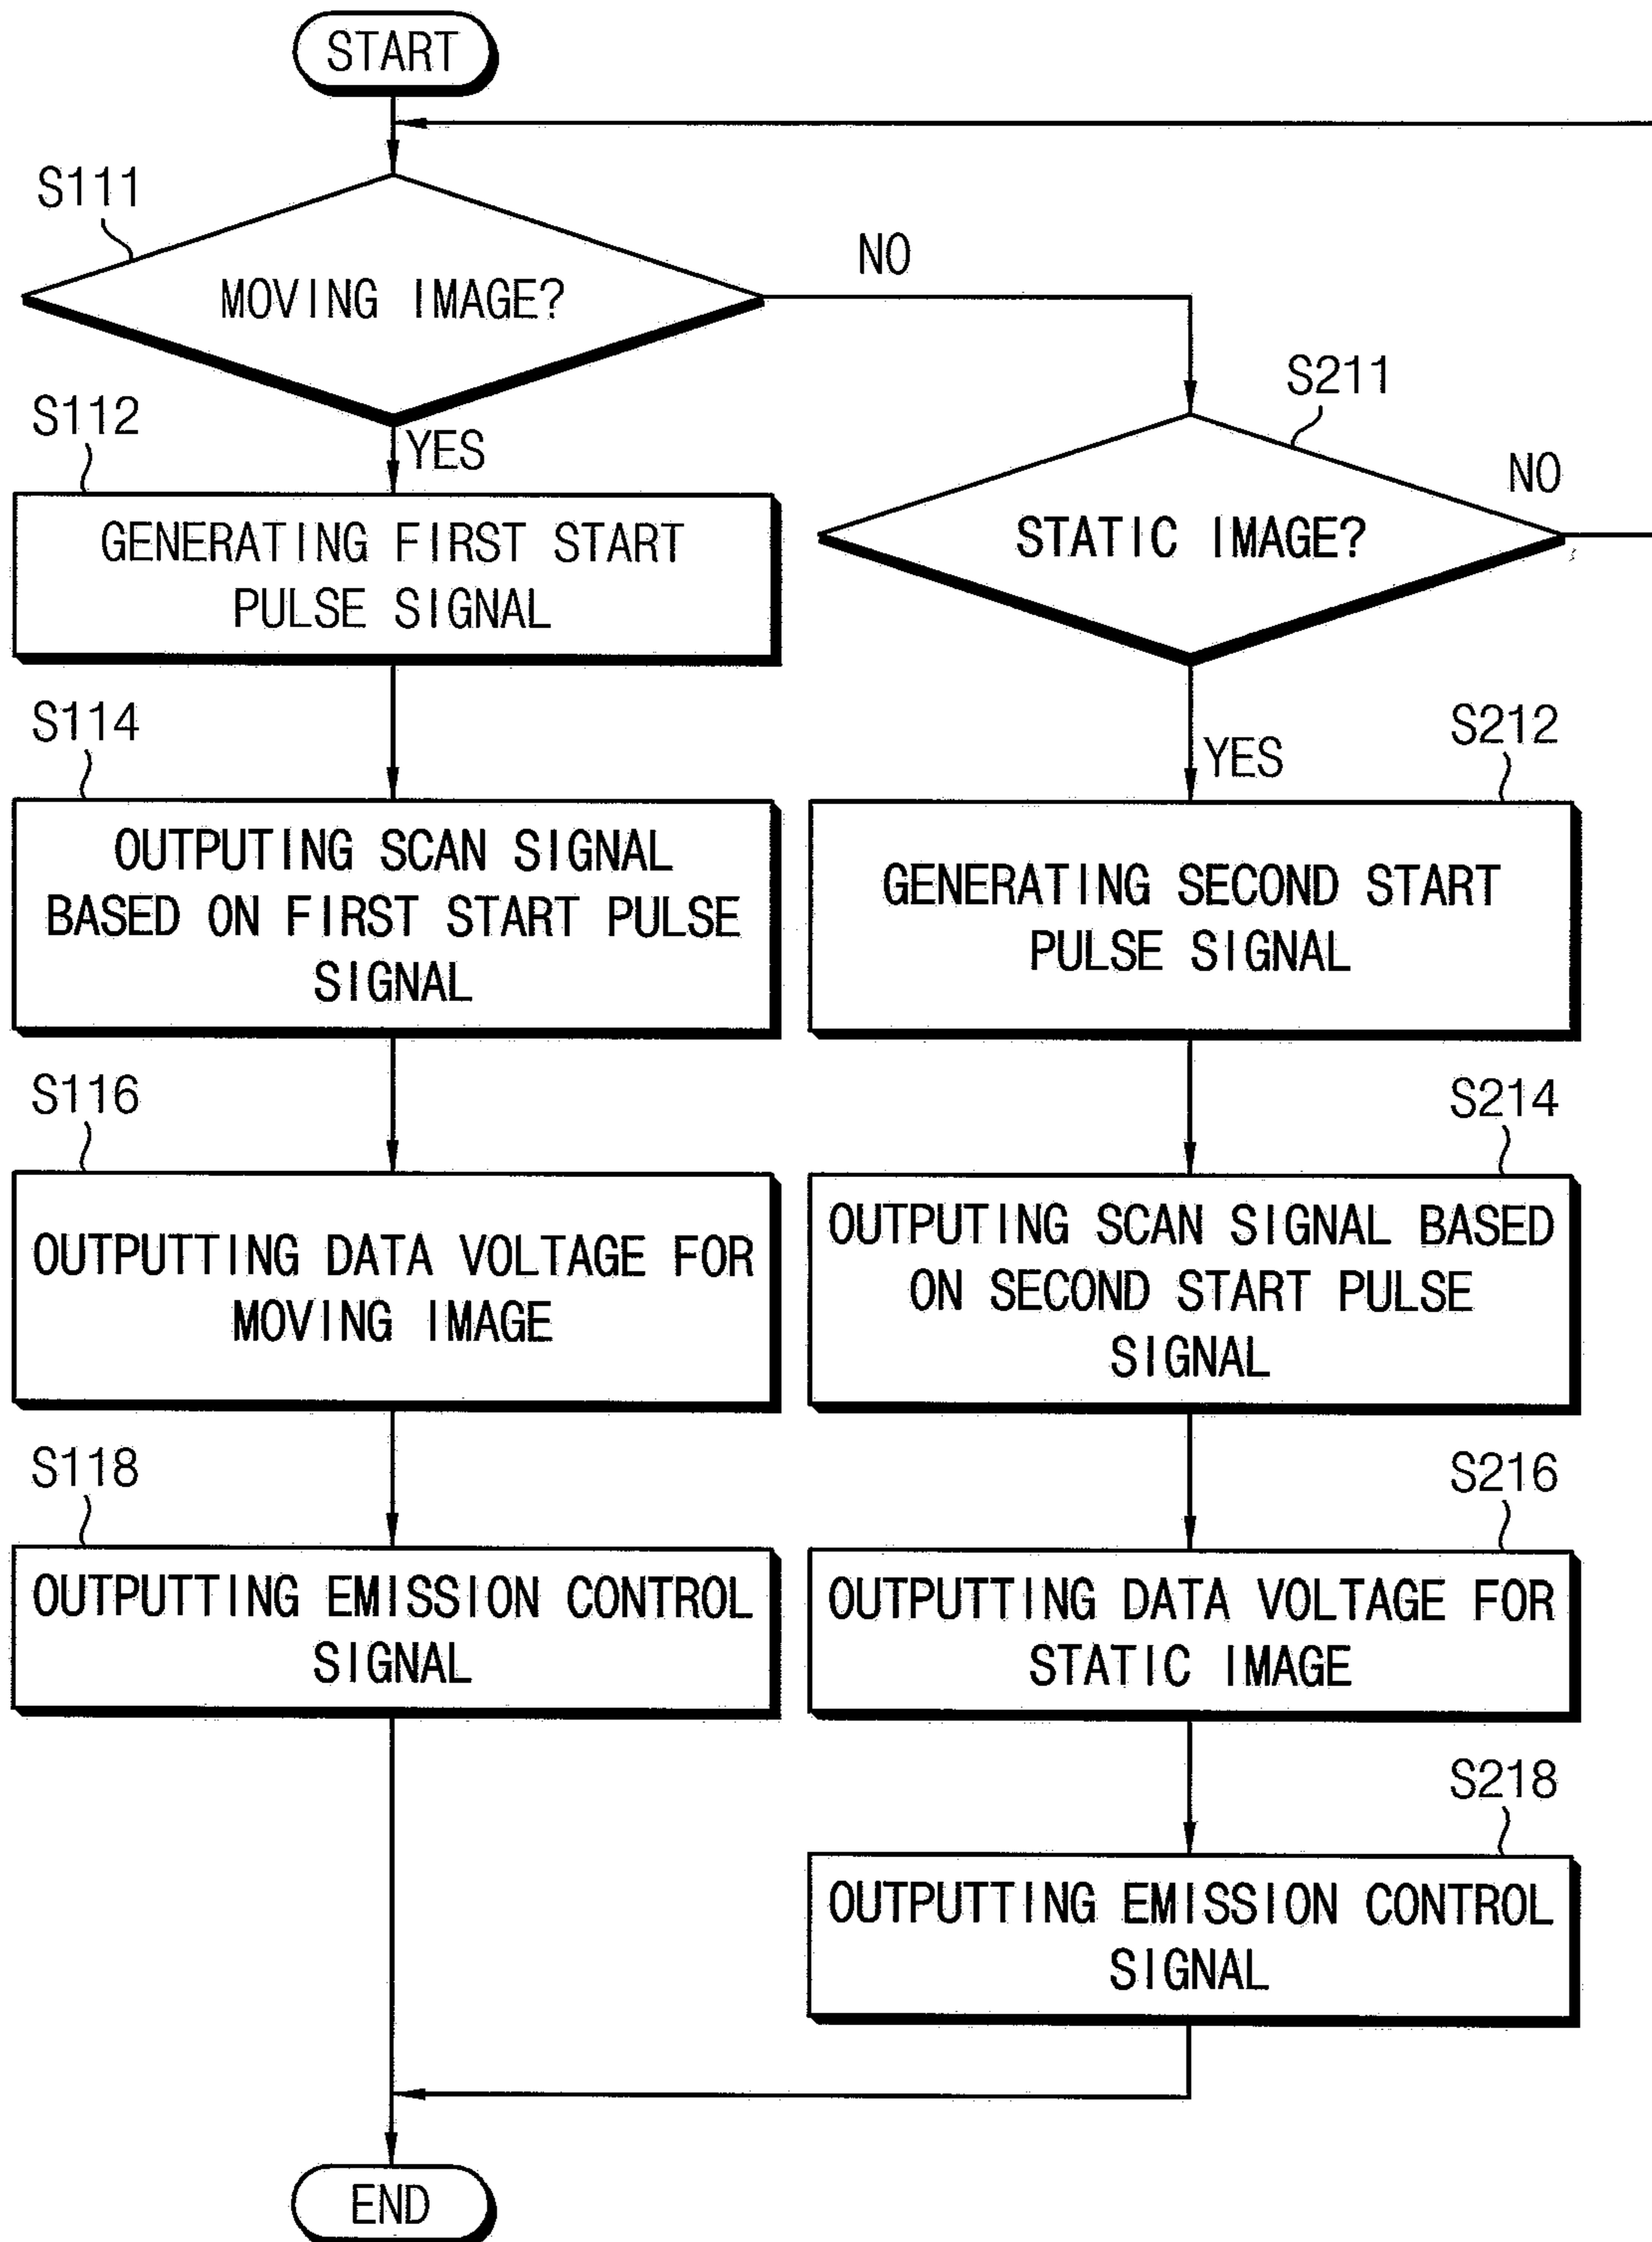 START
S111
MOVING IMAGE?
NO
S211
STATIC IMAGE?
NO
S112
YES
GENERATING FIRST START
PULSE SIGNAL
S114
OUTPUTING SCAN SIGNAL
BASED ON FIRST START PULSE
SIGNAL
S116
OUTPUTTING DATA VOLTAGE FOR
MOVING IMAGE
S118
OUTPUTTING EMISSION CONTROL
SIGNAL
YES
S212
GENERATING SECOND START
PULSE SIGNAL
S214
OUTPUTING SCAN SIGNAL BASED
ON SECOND START PULSE
SIGNAL
S216
OUTPUTTING DATA VOLTAGE FOR
STATIC IMAGE
S218
OUTPUTTING EMISSION CONTROL
SIGNAL
END